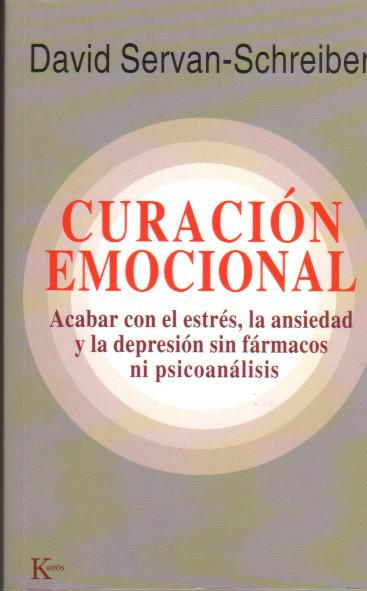 David Servan-Schreiber
CURACIÓN
EMOCIONAL
Acabar con el estrés, la ansiedad
y la depresión sin fármacos
ni psicoanálisis
Kairós